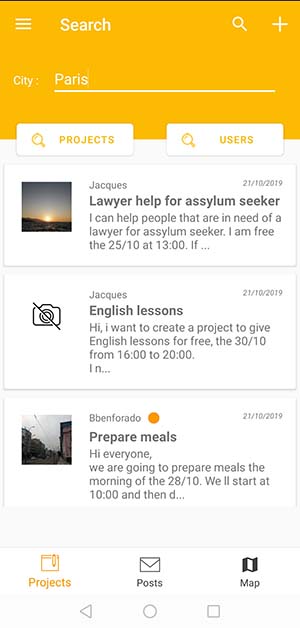 Search
City : Paris
PROJECTS USERS
Jacques 21/10/2019
Lawyer help for assylum seeker
I can help people that are in need of a
lawyer for assylum seeker. I am free
the 25/10 at 13:00. If ...
Jacques 21/10/2019
English lessons
Hi, i want to create a project to give
English lessons for free, the 30/10
from 16:00 to 20:00.
I n...
Bbenforado 21/10/2019
Prepare meals
Hi everyone,
we are going to prepare meals the
morning of the 28/10. We ll start at
10:00 and then d...
Projects Posts Map